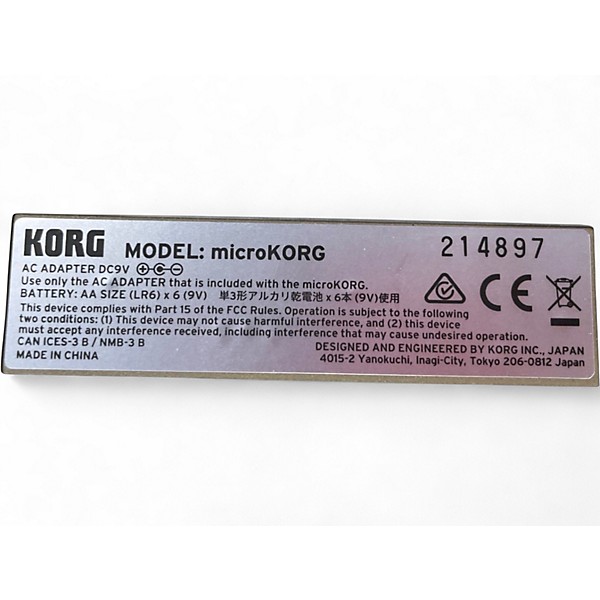 KORG MODEL: microKORG 214897
AC ADAPTER DC9V
Use only the AC ADAPTER that is included with the microKORG.
BATTERY: AA SIZE (LR6) x 6 (9V) 単3形アルカリ乾電池 x 6本 (9V)使用
This device complies with Part 15 of the FCC Rules. Operation is subject to the following
two conditions: (1) This device may not cause harmful interference, and (2) this device
must accept any interference received, including interference that may cause undesired operation.
CAN ICES-3 B / NMB-3 B
MADE IN CHINA
CE
DESIGNED AND ENGINEERED BY KORG INC., JAPAN
4015-2 Yanokuchi, Inagi-City, Tokyo 206-0812 Japan